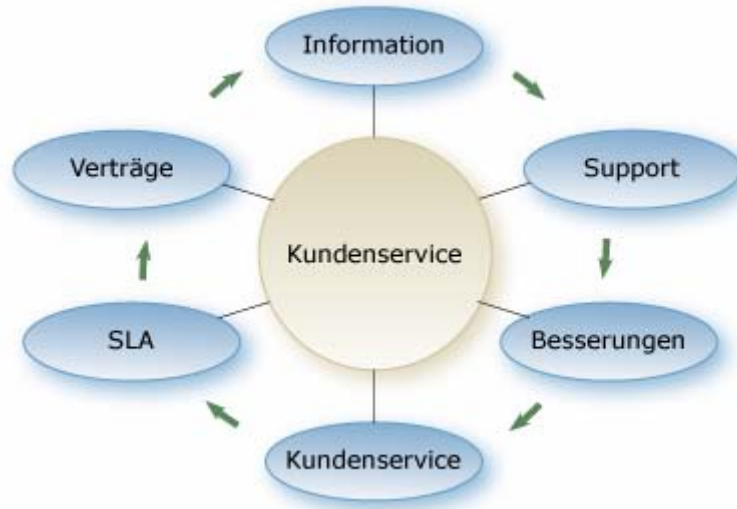 Information
Verträge
Support
Kundenservice
SLA
Besserungen
Kundenservice